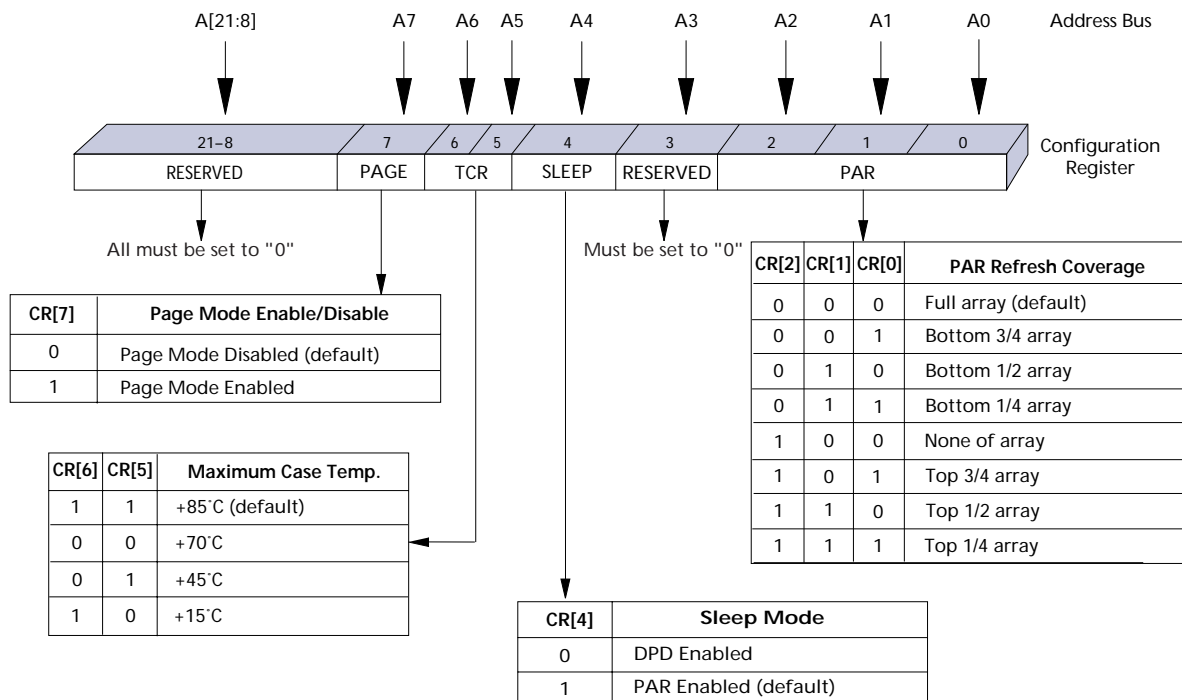 A[21:8] A7 A6 A5 A4 A3 A2 A1 A0 Address Bus
21–8 7 6 5 4 3 2 1 0
Configuration
Register
RESERVED PAGE TCR SLEEP RESERVED PAR
All must be set to "0"
Must be set to "0"
CR[7] Page Mode Enable/Disable
0 Page Mode Disabled (default)
1 Page Mode Enabled
CR[2] CR[1] CR[0] PAR Refresh Coverage
0 0 0 Full array (default)
0 0 1 Bottom 3/4 array
0 1 0 Bottom 1/2 array
0 1 1 Bottom 1/4 array
1 0 0 None of array
1 0 1 Top 3/4 array
1 1 0 Top 1/2 array
1 1 1 Top 1/4 array
CR[6] CR[5] Maximum Case Temp.
1 1 +85˚C (default)
0 0 +70˚C
0 1 +45˚C
1 0 +15˚C
CR[4] Sleep Mode
0 DPD Enabled
1 PAR Enabled (default)